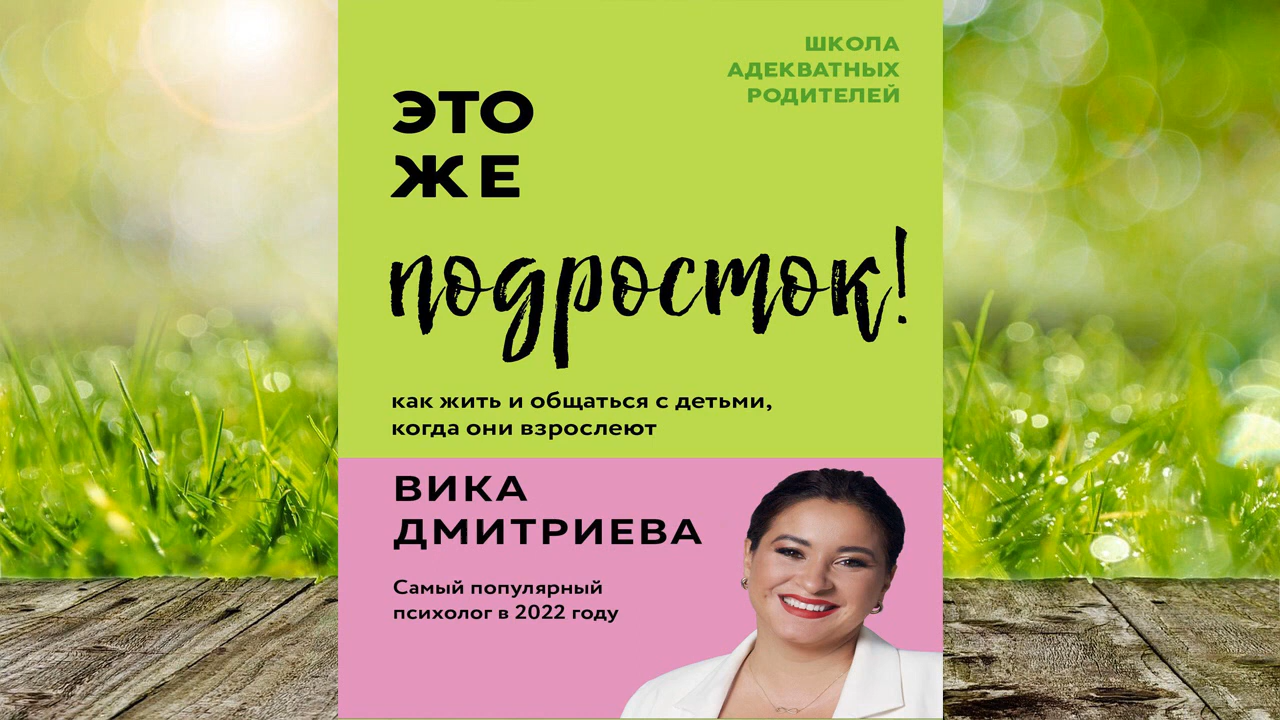 ШКОЛА
АДЕКВАТНЫХ
РОДИТЕЛЕЙ
ЭТО
ЖЕ
подросток!
как жить и общаться с детьми,
когда они взрослеют
ВИКА
ДМИТРИЕВА
Самый популярный
психолог в 2022 году